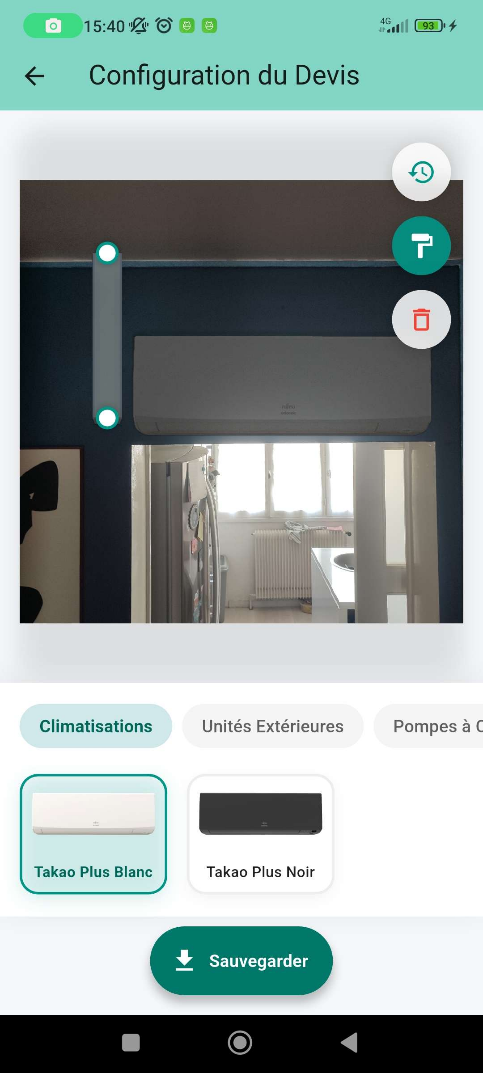 15:40
4G
93
Configuration du Devis
Climatisations
Unités Extérieures
Pompes à C
Takao Plus Blanc
Takao Plus Noir
Sauvegarder